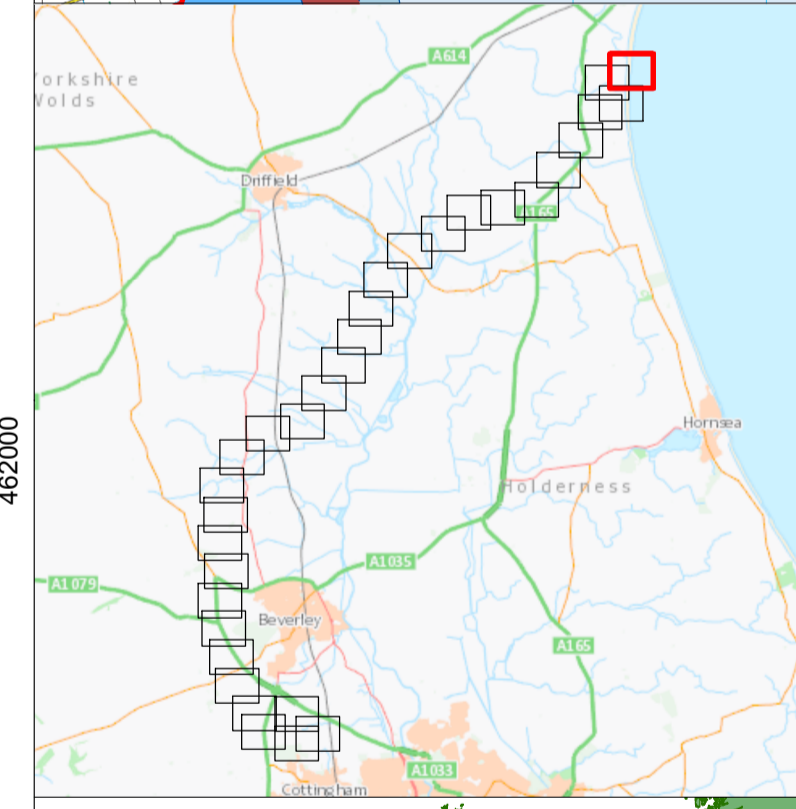 A614
orkshire
Wolds
Driffield
A165
Hornsea
462000
Holderness
A1035
A1079
Beverley
A165
A1033
Cottingham